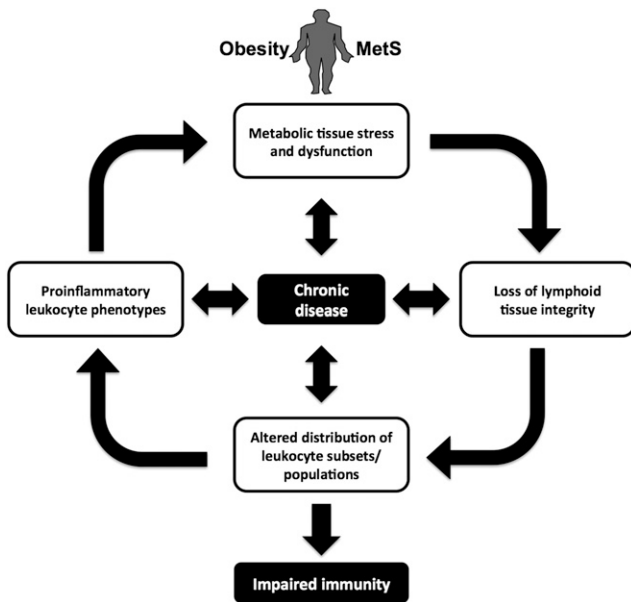 Obesity MetS
Metabolic tissue stress
and dysfunction
Proinflammatory
leukocyte phenotypes
Chronic
disease
Loss of lymphoid
tissue integrity
Altered distribution of
leukocyte subsets/
populations
Impaired immunity